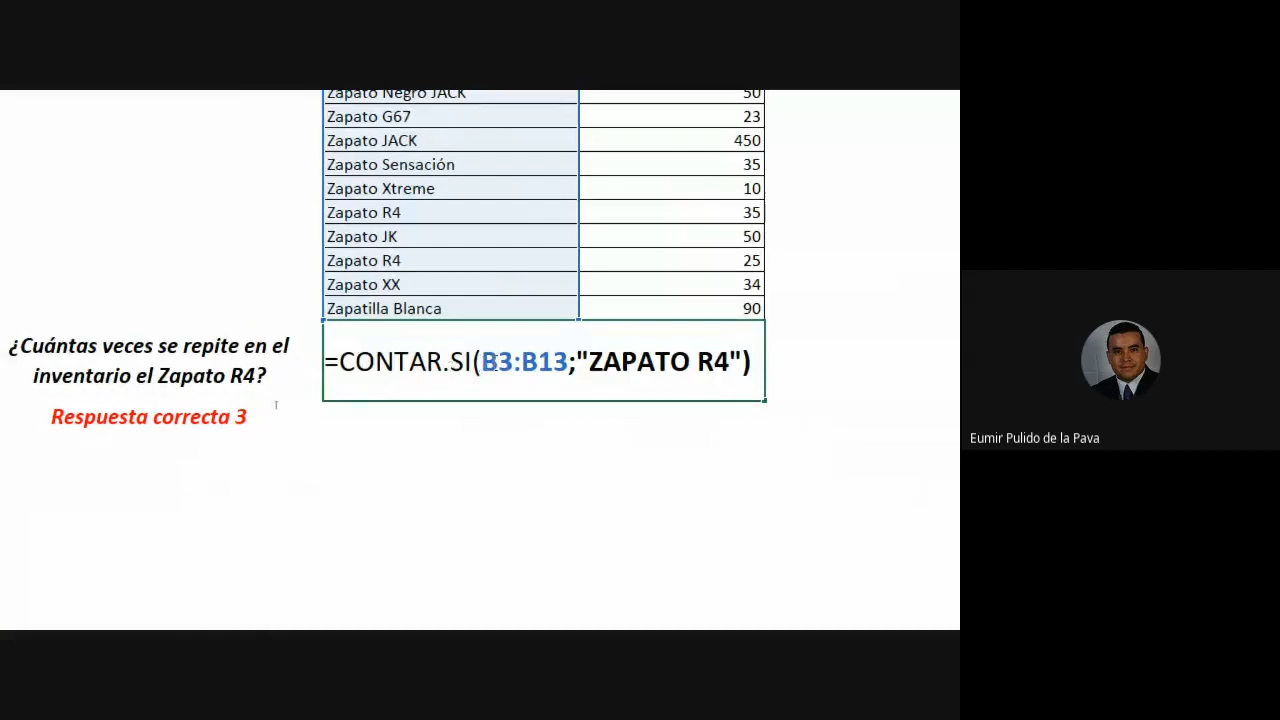 Zapato Negro JACK 50
Zapato G67 23
Zapato JACK 450
Zapato Sensación 35
Zapato Xtreme 10
Zapato R4 35
Zapato JK 50
Zapato R4 25
Zapato XX 34
Zapatilla Blanca 90
¿Cuántas veces se repite en el
inventario el Zapato R4?
Respuesta correcta 3
=CONTAR.SI(B3:B13;"ZAPATO R4")
Eumir Pulido de la Pava